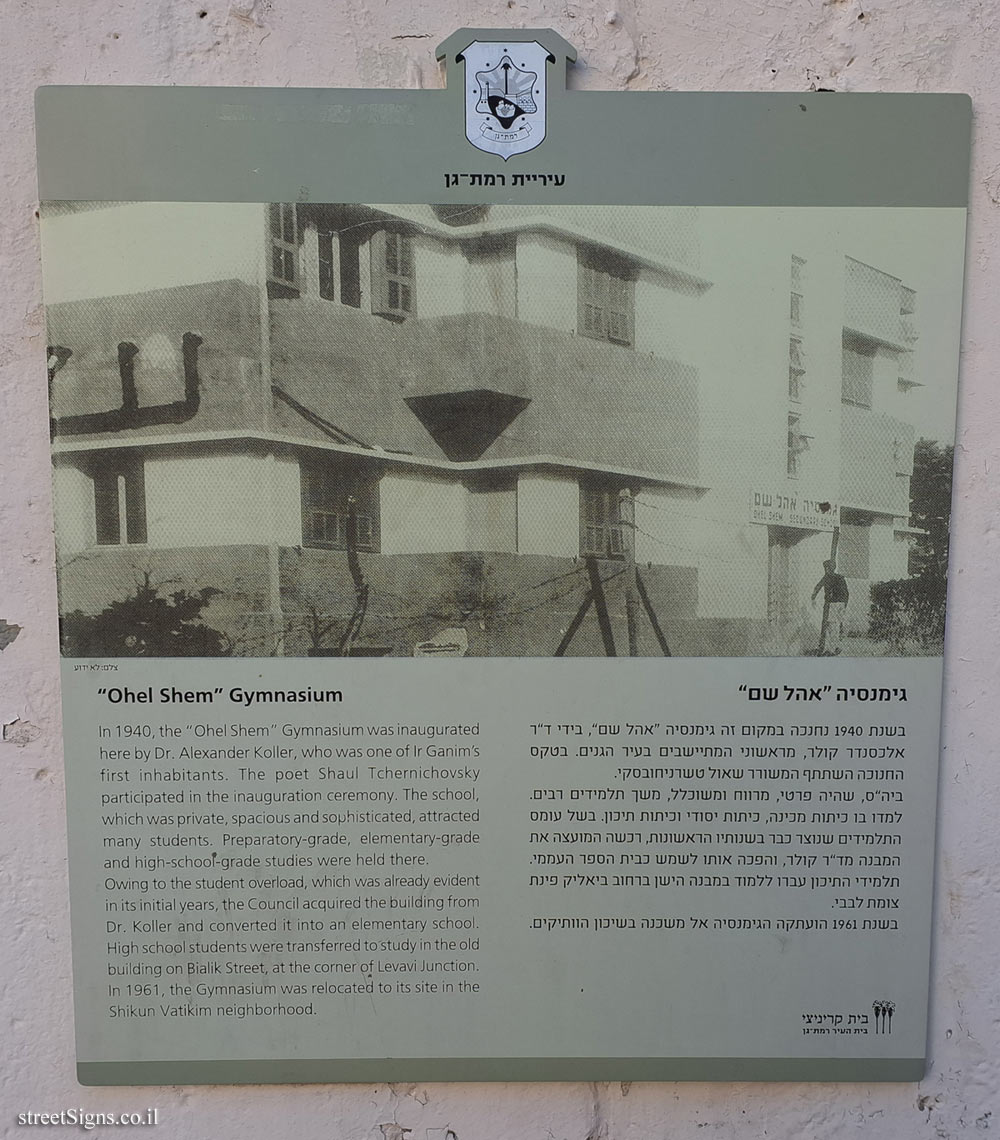 רמת-גן
עיריית רמת-גן
גימנסיה אהל שם
OHEL SHEM SECONDARY
צלם: לא ידוע
"Ohel Shem" Gymnasium
In 1940, the "Ohel Shem" Gymnasium was inaugurated
here by Dr. Alexander Koller, who was one of Ir Ganim's
first inhabitants. The poet Shaul Tchernichovsky
participated in the inauguration ceremony. The school,
which was private, spacious and sophisticated, attracted
many students. Preparatory-grade, elementary-grade
and high-school-grade studies were held there.
Owing to the student overload, which was already evident
in its initial years, the Council acquired the building from
Dr. Koller and converted it into an elementary school.
High school students were transferred to study in the old
building on Bialik Street, at the corner of Levavi Junction.
In 1961, the Gymnasium was relocated to its site in the
Shikun Vatikim neighborhood.
גימנסיה "אהל שם"
בשנת 1940 נחנכה במקום זה גימנסיה "אהל שם", בידי ד"ר
אלכסנדר קולר, מראשוני המתיישבים בעיר הגנים. בטקס
החנוכה השתתף המשורר שאול טשרניחובסקי.
ביה"ס, שהיה פרטי, מרווח ומשוכלל, משך תלמידים רבים.
למדו בו כיתות מכינה, כיתות יסודי וכיתות תיכון. בשל עומס
התלמידים שנוצר כבר בשנותיו הראשונות, רכשה המועצה את
המבנה מד"ר קולר, והפכה אותו לשמש כבית הספר העממי.
תלמידי התיכון עברו ללמוד במבנה הישן ברחוב ביאליק פינת
צומת לבבי.
בשנת 1961 הועתקה הגימנסיה אל משכנה בשיכון הוותיקים.
בית קריניצי
בית העיר רמת-גן
streetSigns.co.il